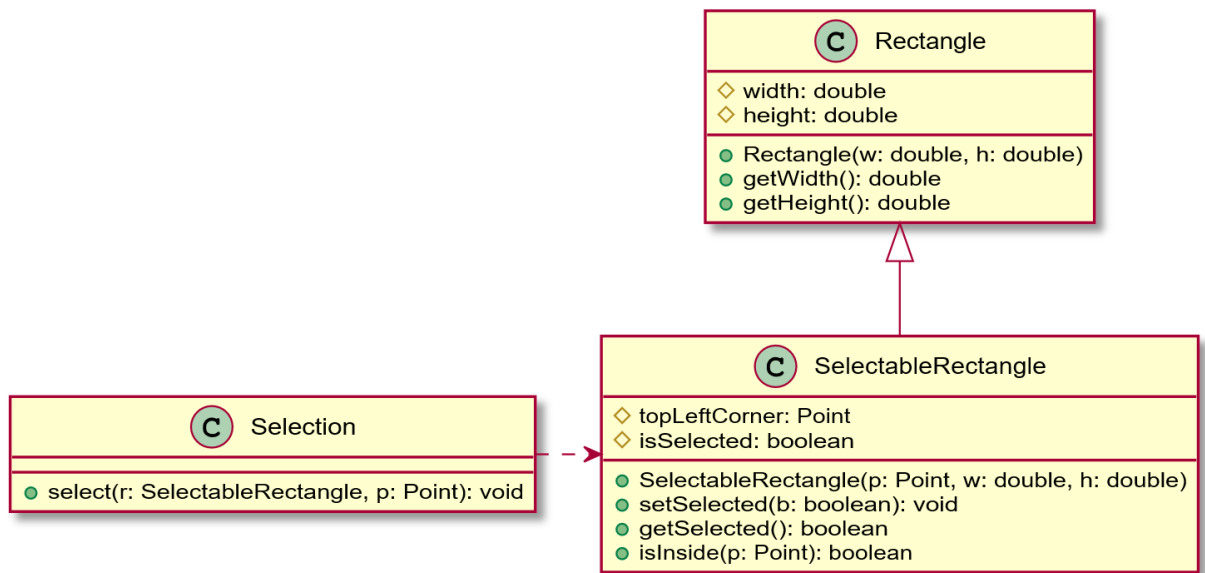 C Rectangle
width: double
height: double
Rectangle(w: double, h: double)
getWidth(): double
getHeight(): double
C SelectableRectangle
topLeftCorner: Point
isSelected: boolean
SelectableRectangle(p: Point, w: double, h: double)
setSelected(b: boolean): void
getSelected(): boolean
isInside(p: Point): boolean
C Selection
select(r: SelectableRectangle, p: Point): void